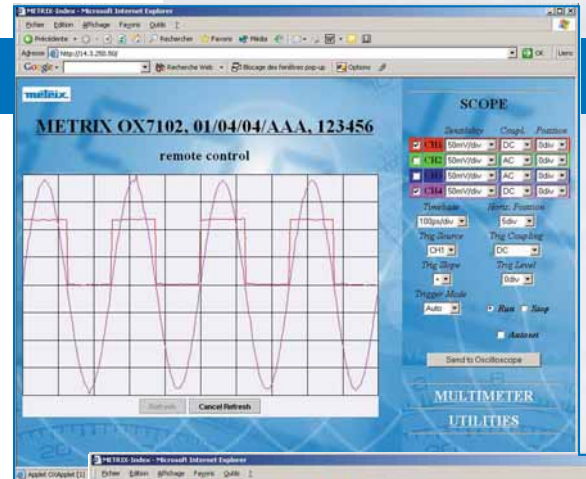 METRIX-Index - Microsoft Internet Explorer
Fichier Edition Affichage Favoris Outils ?
Précédente Rechercher Favoris Média
Adresse http://14.3.250.50/ OK Liens
Google - Recherche Web Blocage des fenêtres pop-up Options
metrix
METRIX OX7102, 01/04/04/AAA, 123456
remote control
Refresh Cancel Refresh
SCOPE
Sensitivity Coupl. Position
CH1 50mV/div DC 0div
CH2 50mV/div AC 0div
CH3 50mV/div AC 0div
CH4 50mV/div DC 0div
Timebase Horiz. Position
100µs/div 5div
Trig Source Trig Coupling
CH1 DC
Trig Slope Trig Level
+ 0div
Trigger Mode
Auto Run Stop
Autoset
Send to Oscilloscope
MULTIMETER
UTILITIES
METRIX-Index - Microsoft Internet Explorer
Applet OXApplet [1] Fichier Edition Affichage Favoris Outils ?